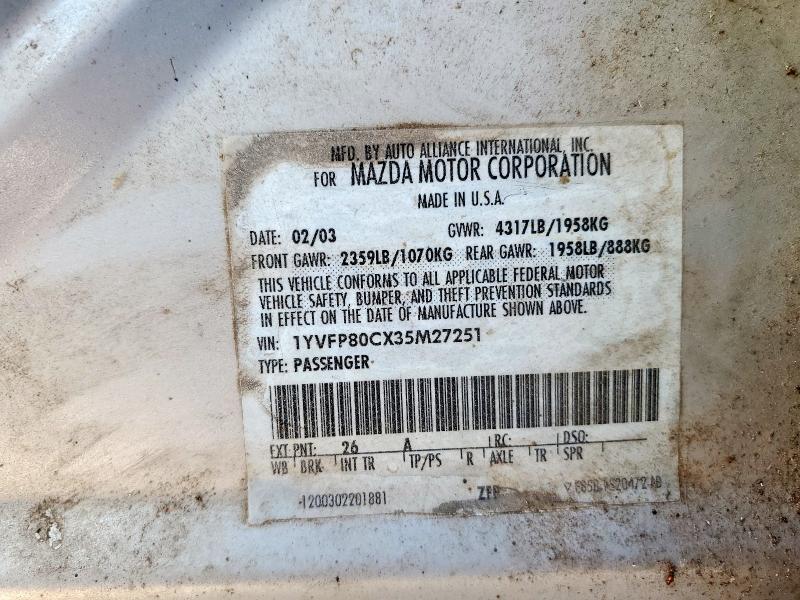 MFD. BY AUTO ALLIANCE INTERNATIONAL, INC.
FOR MAZDA MOTOR CORPORATION
MADE IN U.S.A.
DATE: 02/03 GVWR: 4317LB/1958KG
FRONT GAWR: 2359LB/1070KG REAR GAWR: 1958LB/888KG
THIS VEHICLE CONFORMS TO ALL APPLICABLE FEDERAL MOTOR
VEHICLE SAFETY, BUMPER, AND THEFT PREVENTION STANDARDS
IN EFFECT ON THE DATE OF MANUFACTURE SHOWN ABOVE.
VIN: 1YVFP80CX35M27251
TYPE: PASSENGER
EXT PNT: 26 A RC: DSO:
WB BRK INT TR TP/PS R AXLE TR SPR
1200302201881